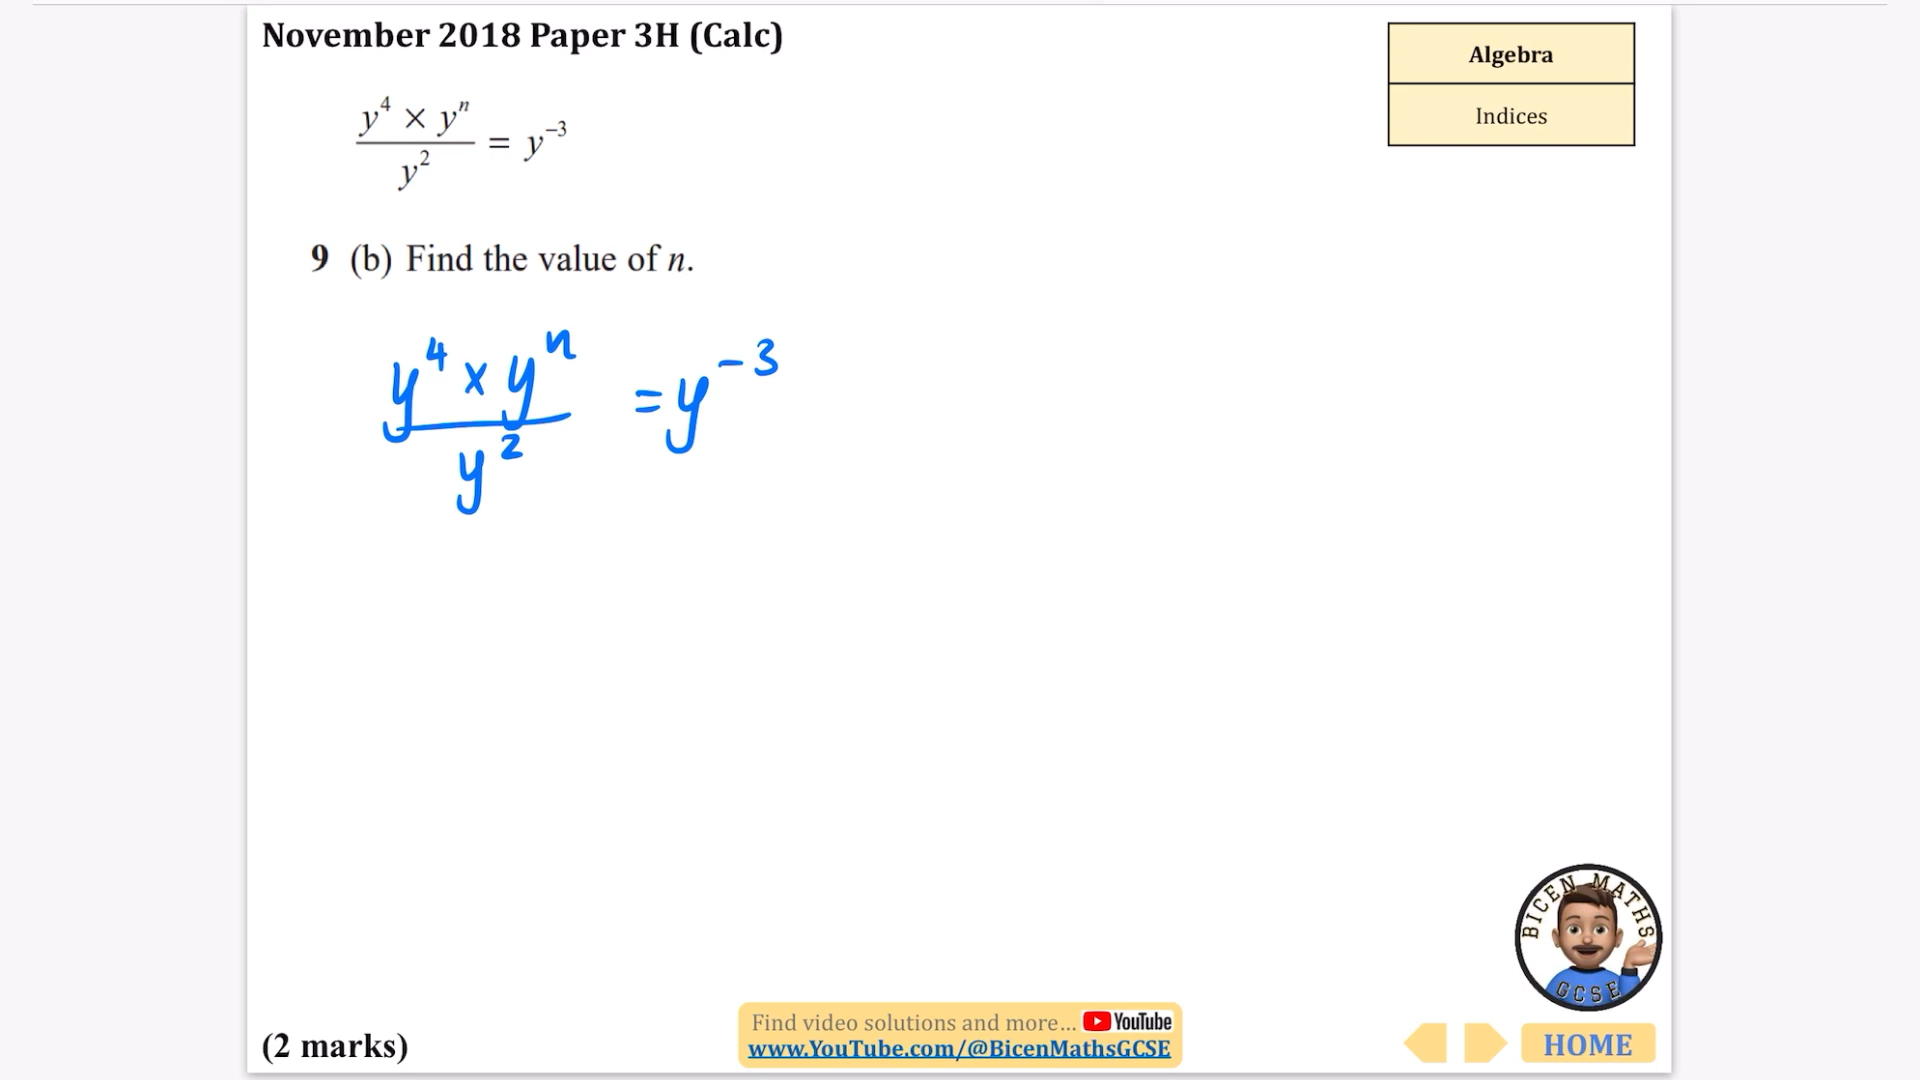 November 2018 Paper 3H (Calc)
Algebra
Indices
y⁴ × yⁿ
y²
= y⁻³
9 (b) Find the value of n.
y⁴ × yⁿ
y²
= y⁻³
BICEN MATHS
GCSE
(2 marks)
Find video solutions and more... YouTube
www.YouTube.com/@BicenMathsGCSE
HOME